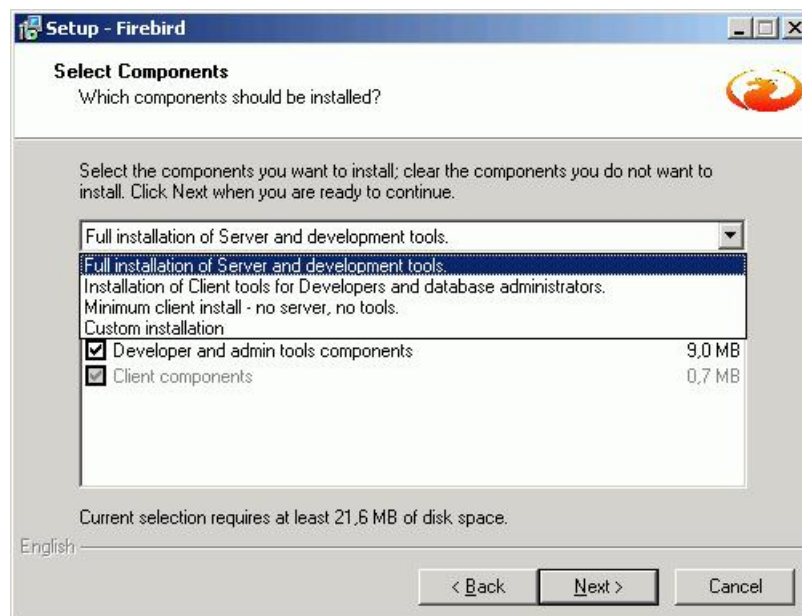 Setup - Firebird
Select Components
Which components should be installed?
Select the components you want to install; clear the components you do not want to
install. Click Next when you are ready to continue.
Full installation of Server and development tools.
Full installation of Server and development tools.
Installation of Client tools for Developers and database administrators.
Minimum client install - no server, no tools.
Custom installation
Developer and admin tools components 9,0 MB
Client components 0,7 MB
Current selection requires at least 21,6 MB of disk space.
English
< Back Next > Cancel